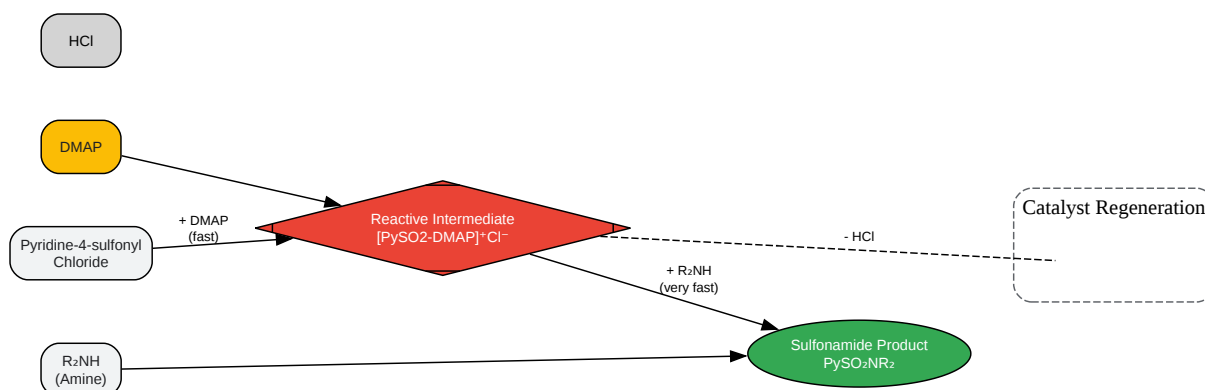 HCl
DMAP
+ DMAP
(fast)
Pyridine-4-sulfonyl
Chloride
Reactive Intermediate
[PySO2-DMAP]⁺Cl⁻
Catalyst Regeneration
- HCl
+ R₂NH
(very fast)
Sulfonamide Product
PySO₂NR₂
R₂NH
(Amine)